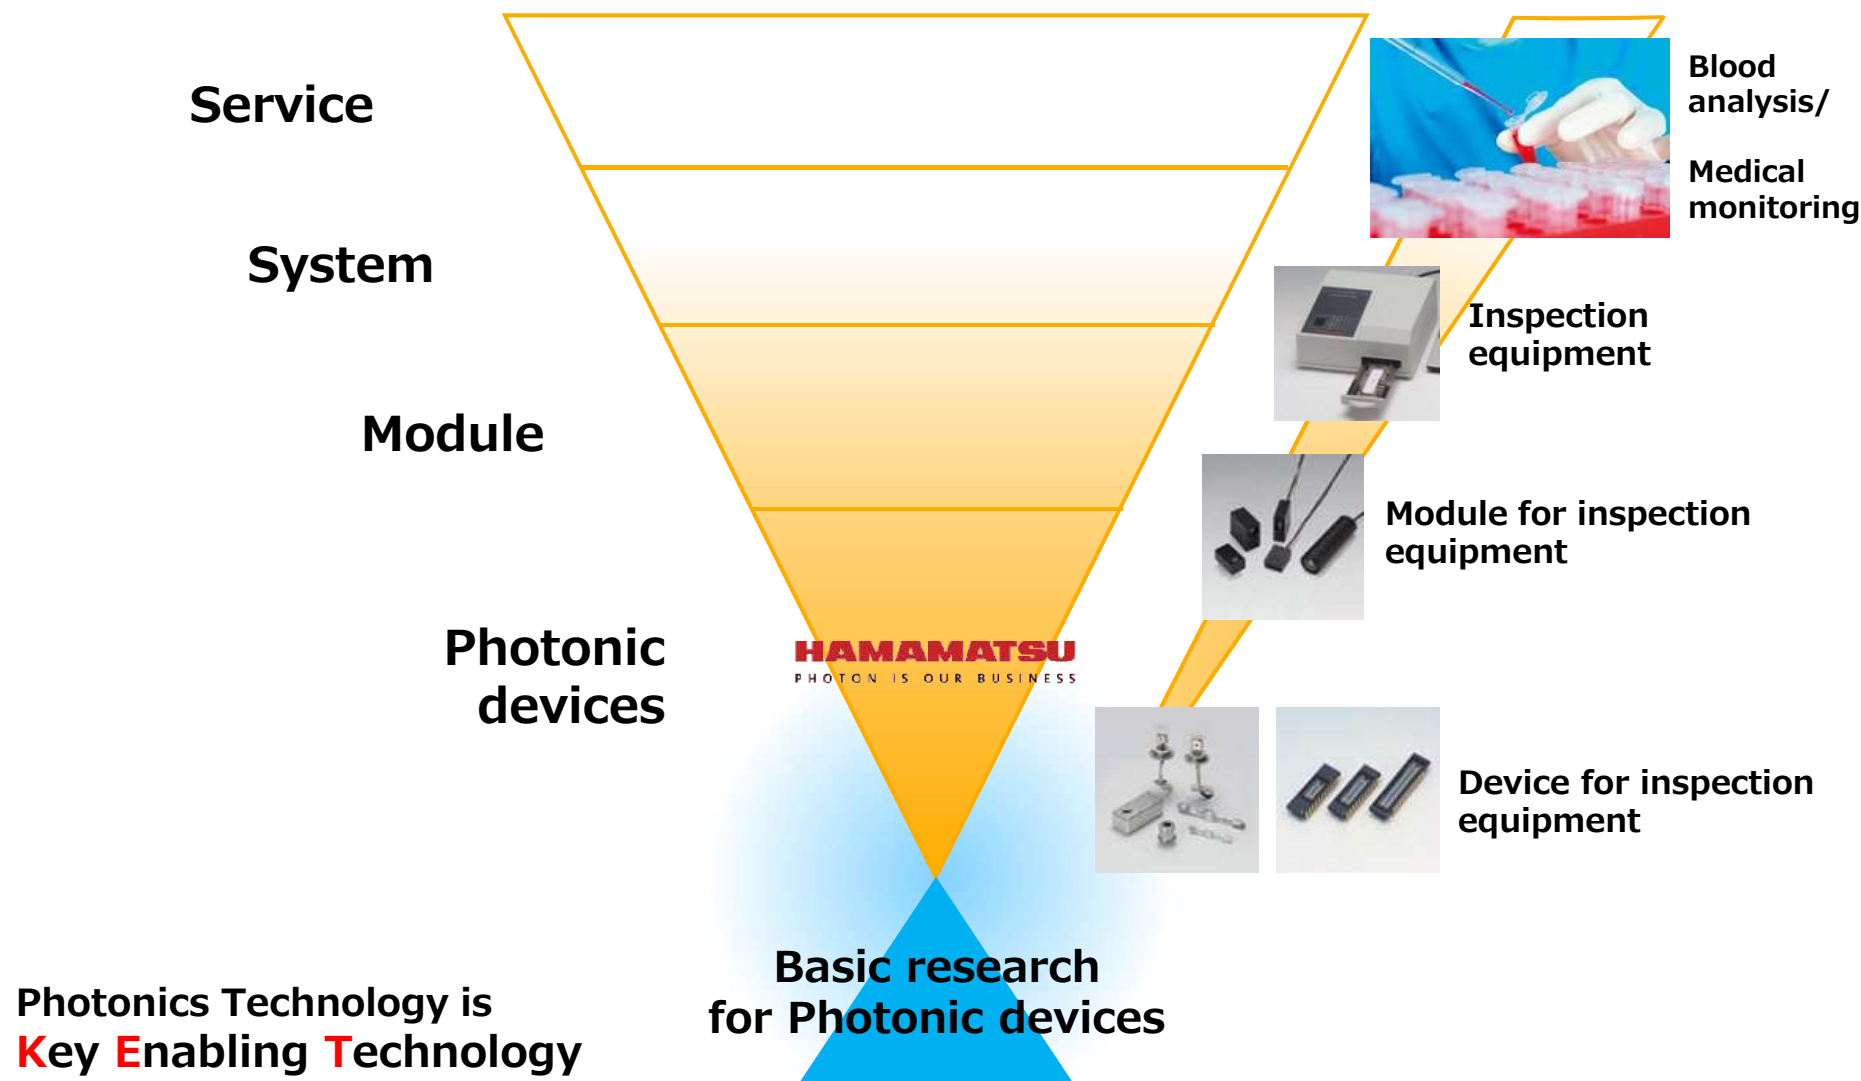 Service
Blood
analysis/
Medical
monitoring
System
Inspection
equipment
Module
Module for inspection
equipment
Photonic
devices
HAMAMATSU
PHOTON IS OUR BUSINESS
Device for inspection
equipment
Basic research
for Photonic devices
Photonics Technology is
Key Enabling Technology